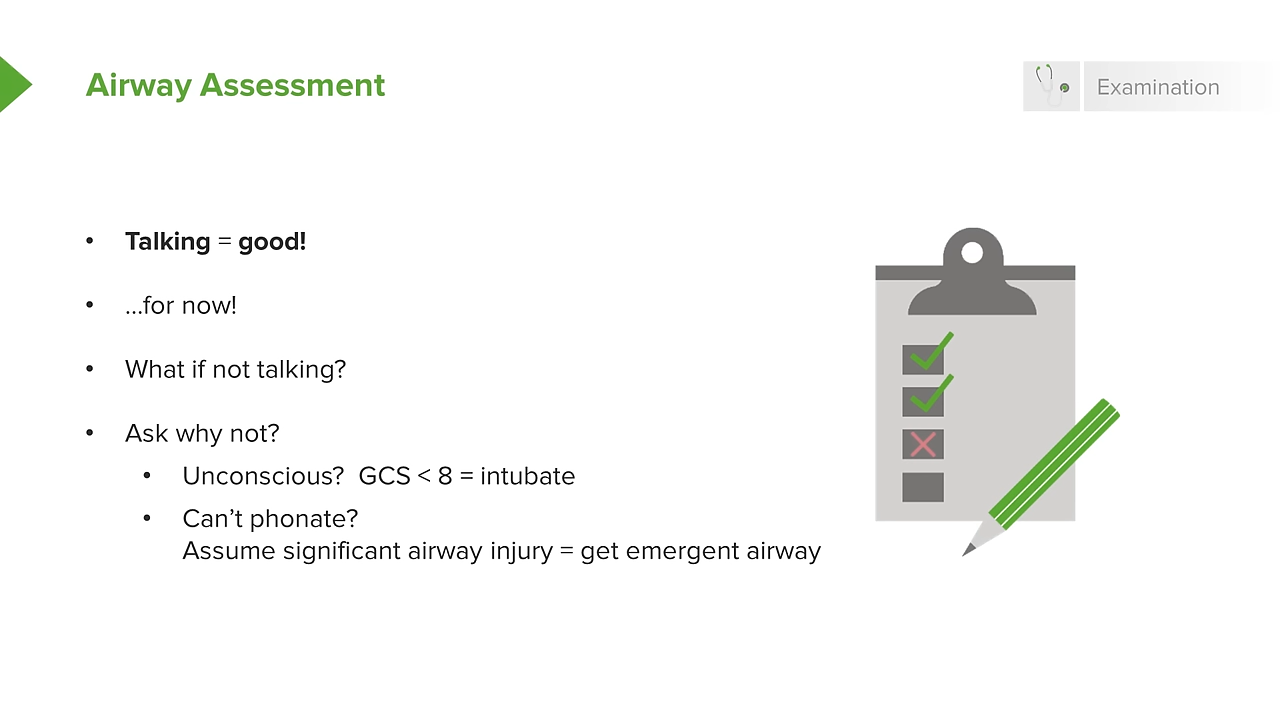 Airway Assessment
Examination
• Talking = good!
• ...for now!
• What if not talking?
• Ask why not?
• Unconscious?  GCS < 8 = intubate
• Can’t phonate?
Assume significant airway injury = get emergent airway